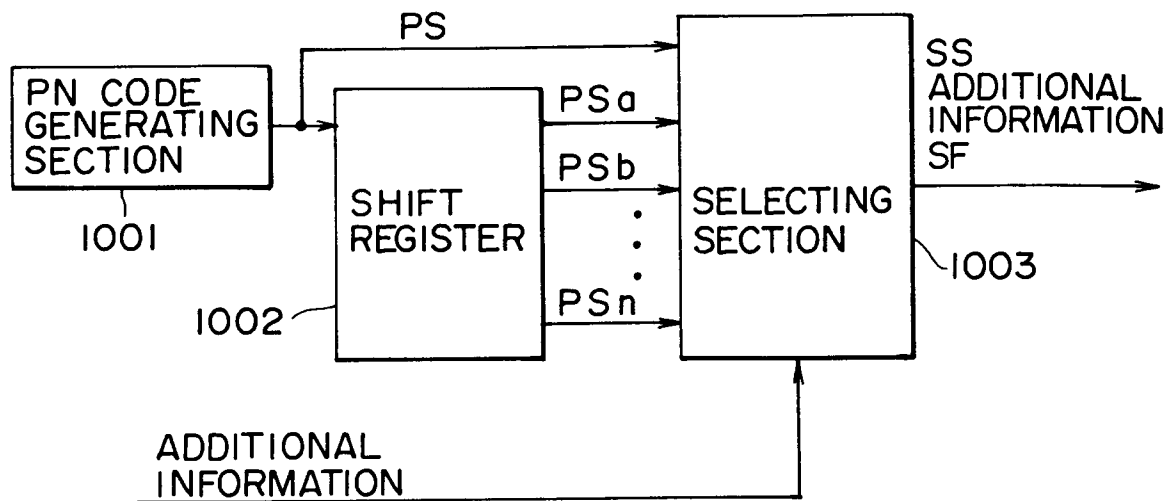 PS
PN CODE
GENERATING
SECTION
1001
SHIFT
REGISTER
1002
PSa
PSb
PSn
SELECTING
SECTION
1003
SS
ADDITIONAL
INFORMATION
SF
ADDITIONAL
INFORMATION